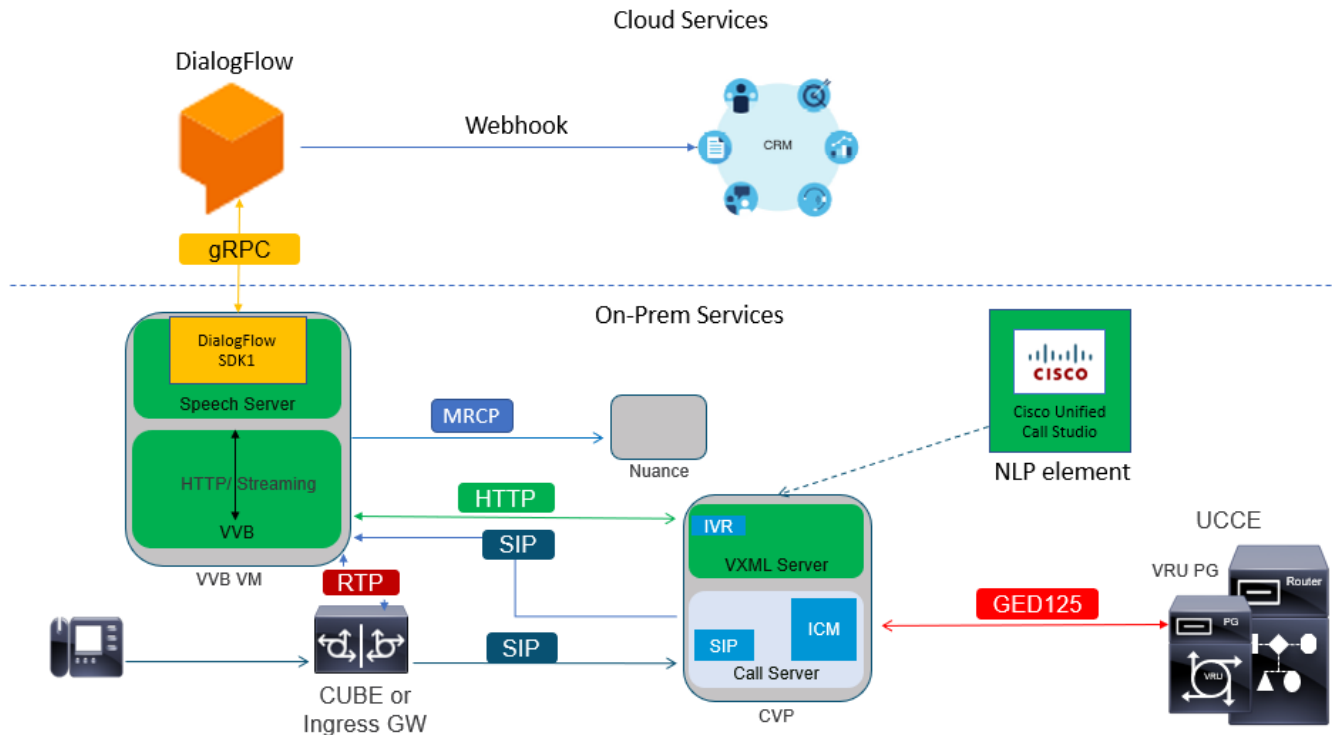 Cloud Services
DialogFlow
Webhook
CRM
gRPC
On-Prem Services
DialogFlow
SDK1
Speech Server
HTTP/ Streaming
VVB
VVB VM
MRCP
Nuance
CISCO
Cisco Unified
Call Studio
NLP element
HTTP
SIP
RTP
IVR
VXML Server
SIP
ICM
Call Server
CVP
SIP
CUBE or
Ingress GW
GED125
UCCE
VRU PG
Router
PG
VRU